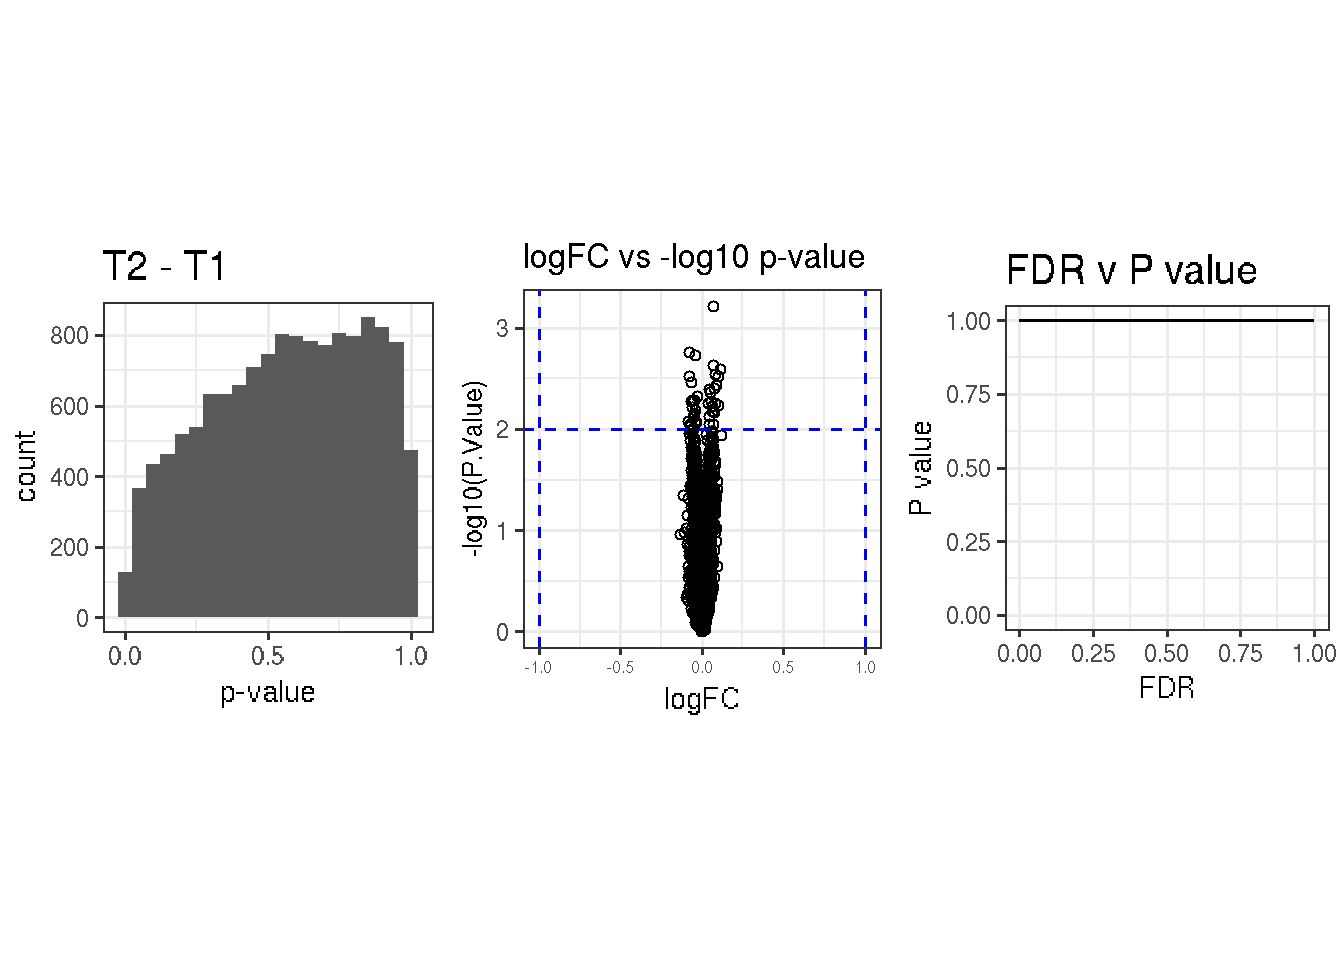 T2 - T1
count
800
600
400
200
0
0.0 0.5 1.0
p-value
logFC vs -log10 p-value
-log10(P.Value)
3
2
1
0
-1.0 -0.5 0.0 0.5 1.0
logFC
FDR v P value
P value
1.00
0.75
0.50
0.25
0.00
0.00 0.25 0.50 0.75 1.00
FDR